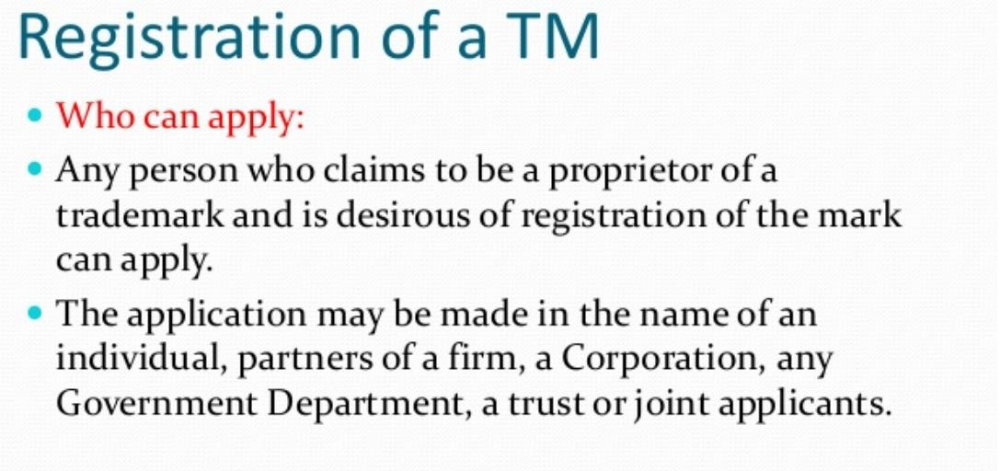 Registration of a TM
• Who can apply:
• Any person who claims to be a proprietor of a
trademark and is desirous of registration of the mark
can apply.
• The application may be made in the name of an
individual, partners of a firm, a Corporation, any
Government Department, a trust or joint applicants.